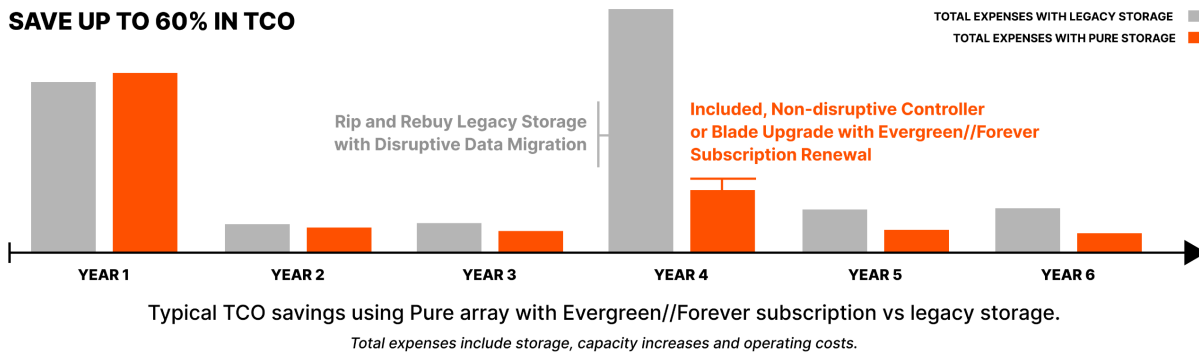 SAVE UP TO 60% IN TCO
TOTAL EXPENSES WITH LEGACY STORAGE
TOTAL EXPENSES WITH PURE STORAGE
Rip and Rebuy Legacy Storage
with Disruptive Data Migration
Included, Non-disruptive Controller
or Blade Upgrade with Evergreen//Forever
Subscription Renewal
YEAR 1
YEAR 2
YEAR 3
YEAR 4
YEAR 5
YEAR 6
Typical TCO savings using Pure array with Evergreen//Forever subscription vs legacy storage.
Total expenses include storage, capacity increases and operating costs.